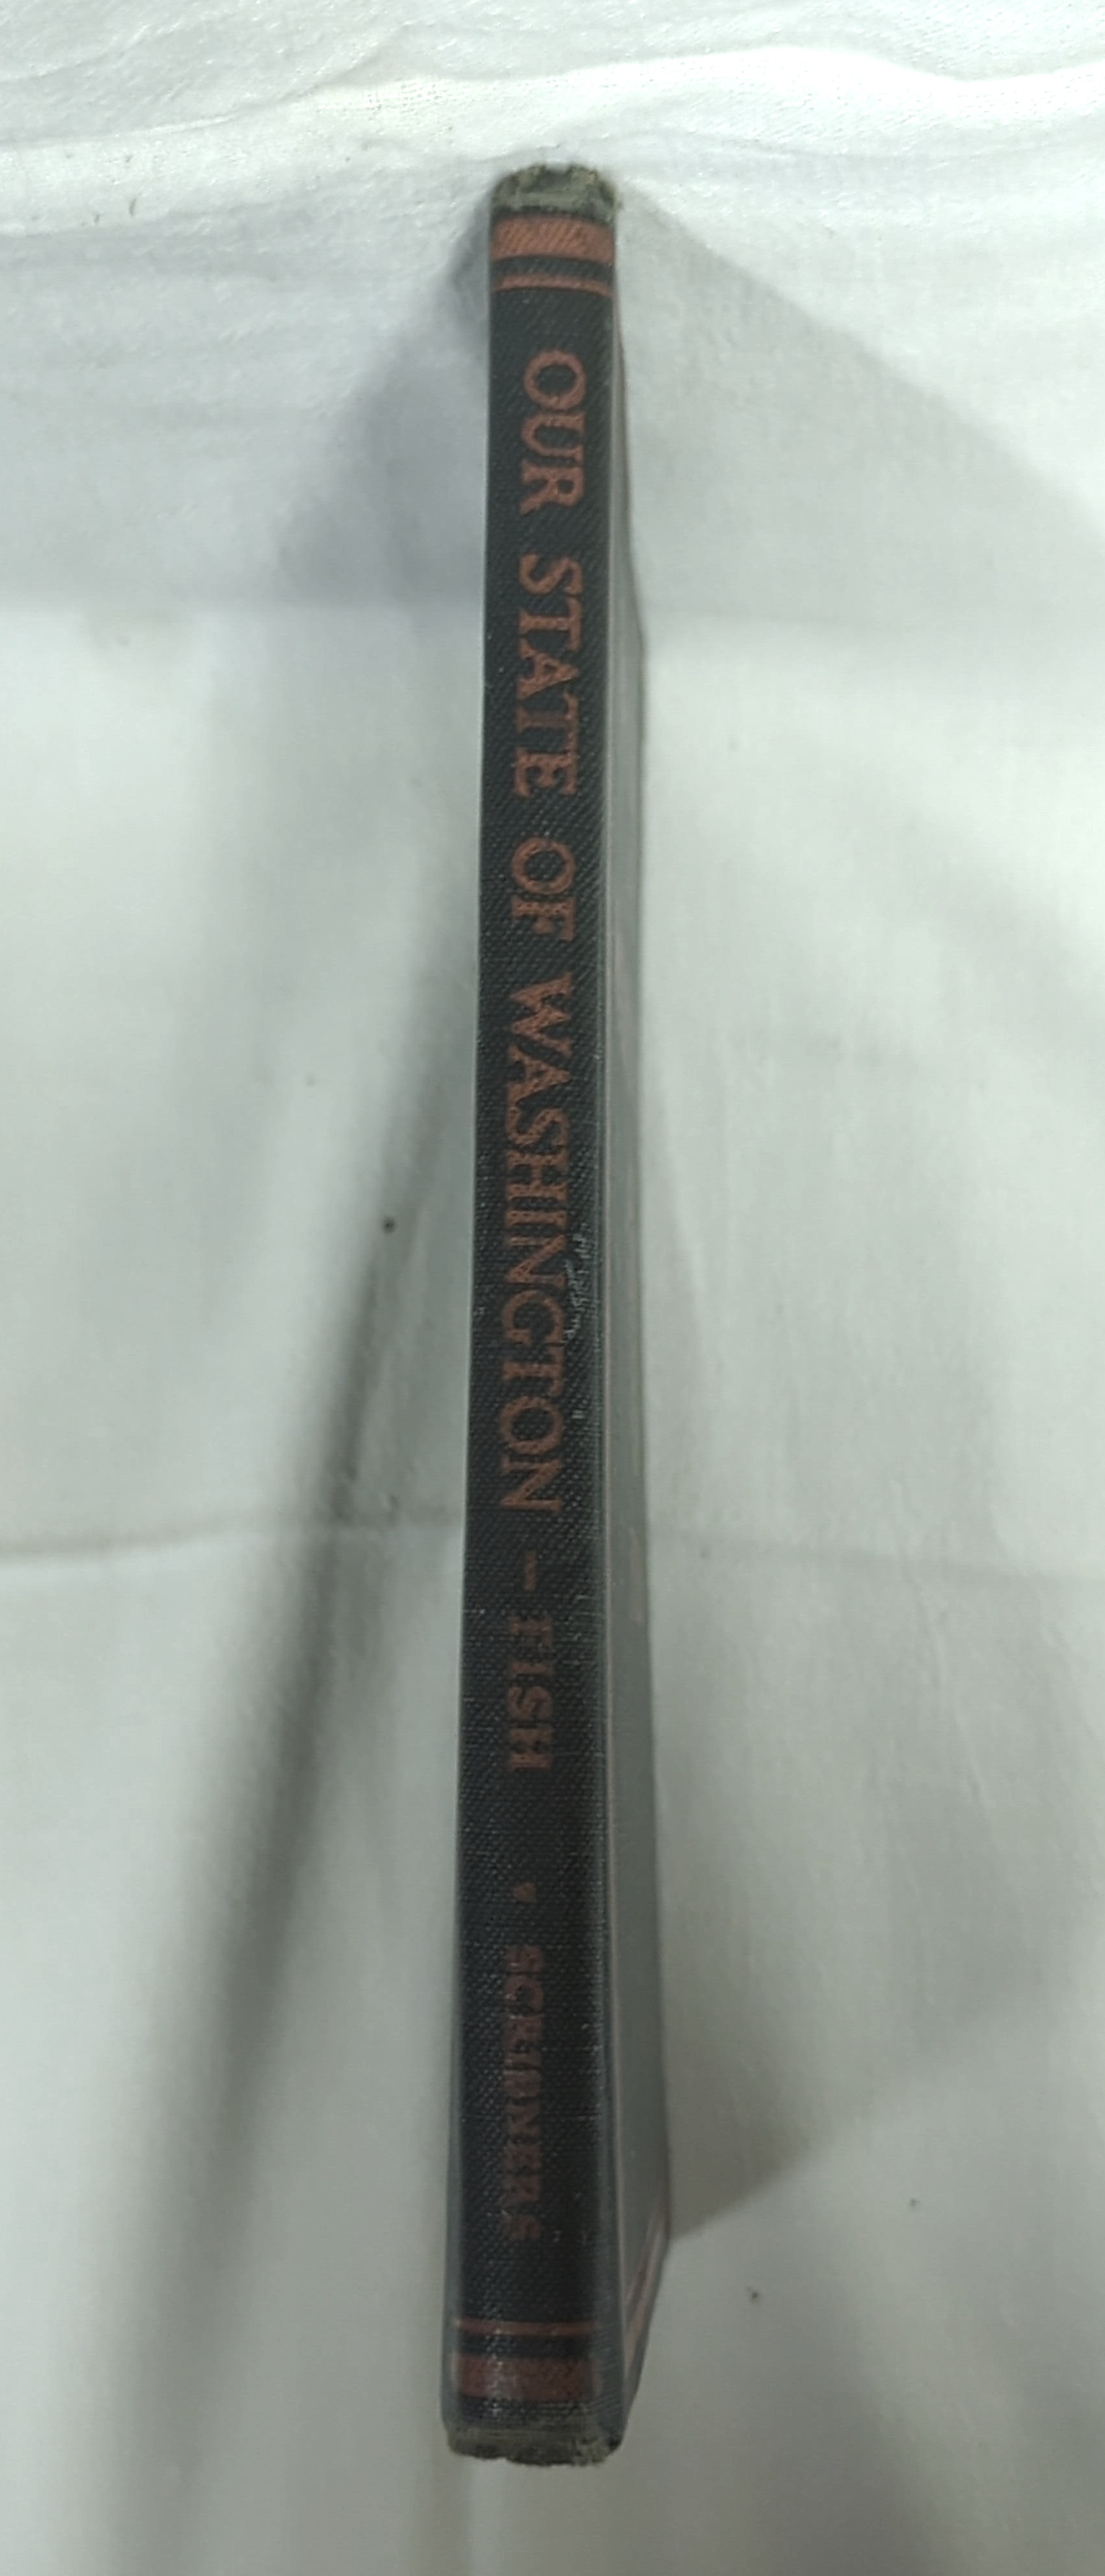 OUR STATE OF WASHINGTON - FISH • SCRIBNERS